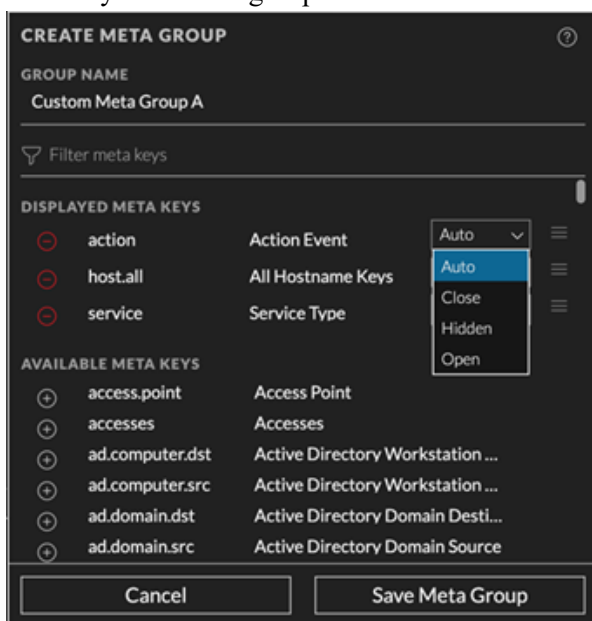 CREATE META GROUP
GROUP NAME
Custom Meta Group A
Filter meta keys
DISPLAYED META KEYS
action Action Event Auto
host.all All Hostname Keys Auto
service Service Type Close
Hidden
Open
AVAILABLE META KEYS
access.point Access Point
accesses Accesses
ad.computer.dst Active Directory Workstation ...
ad.computer.src Active Directory Workstation ...
ad.domain.dst Active Directory Domain Desti...
ad.domain.src Active Directory Domain Source
Cancel Save Meta Group